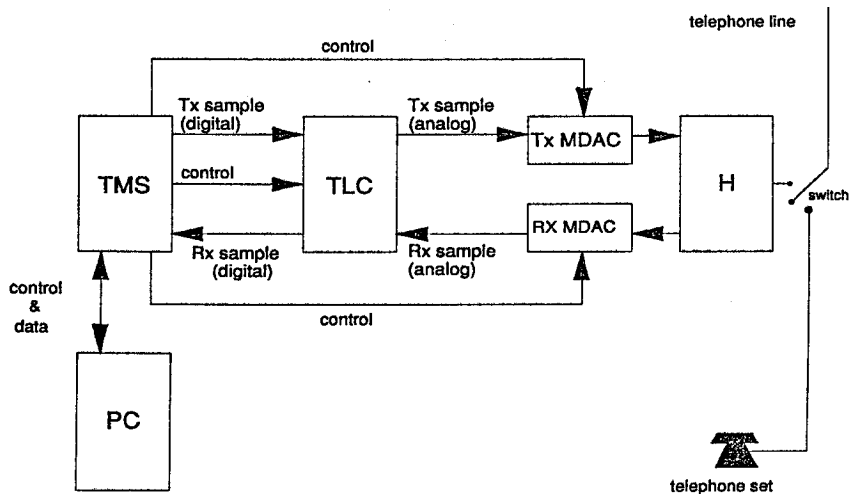 telephone line
control
Tx sample
(digital)
Tx sample
(analog)
Tx MDAC
TMS
control
TLC
H
switch
RX MDAC
Rx sample
(digital)
Rx sample
(analog)
control
&
data
control
PC
telephone set